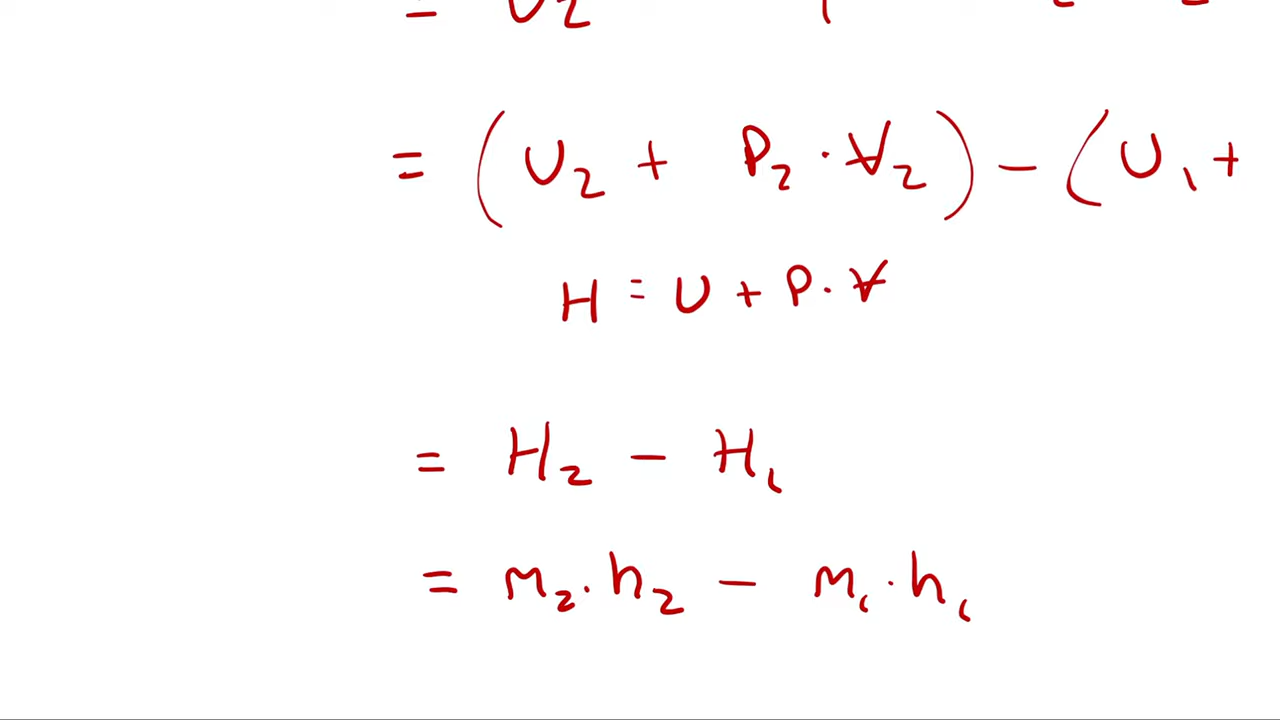 = (U₂ + P₂ · V̶₂) − (U₁ +
H = U + P · V̶
= H₂ − H₁
= m₂ · h₂ − m₁ · h₁